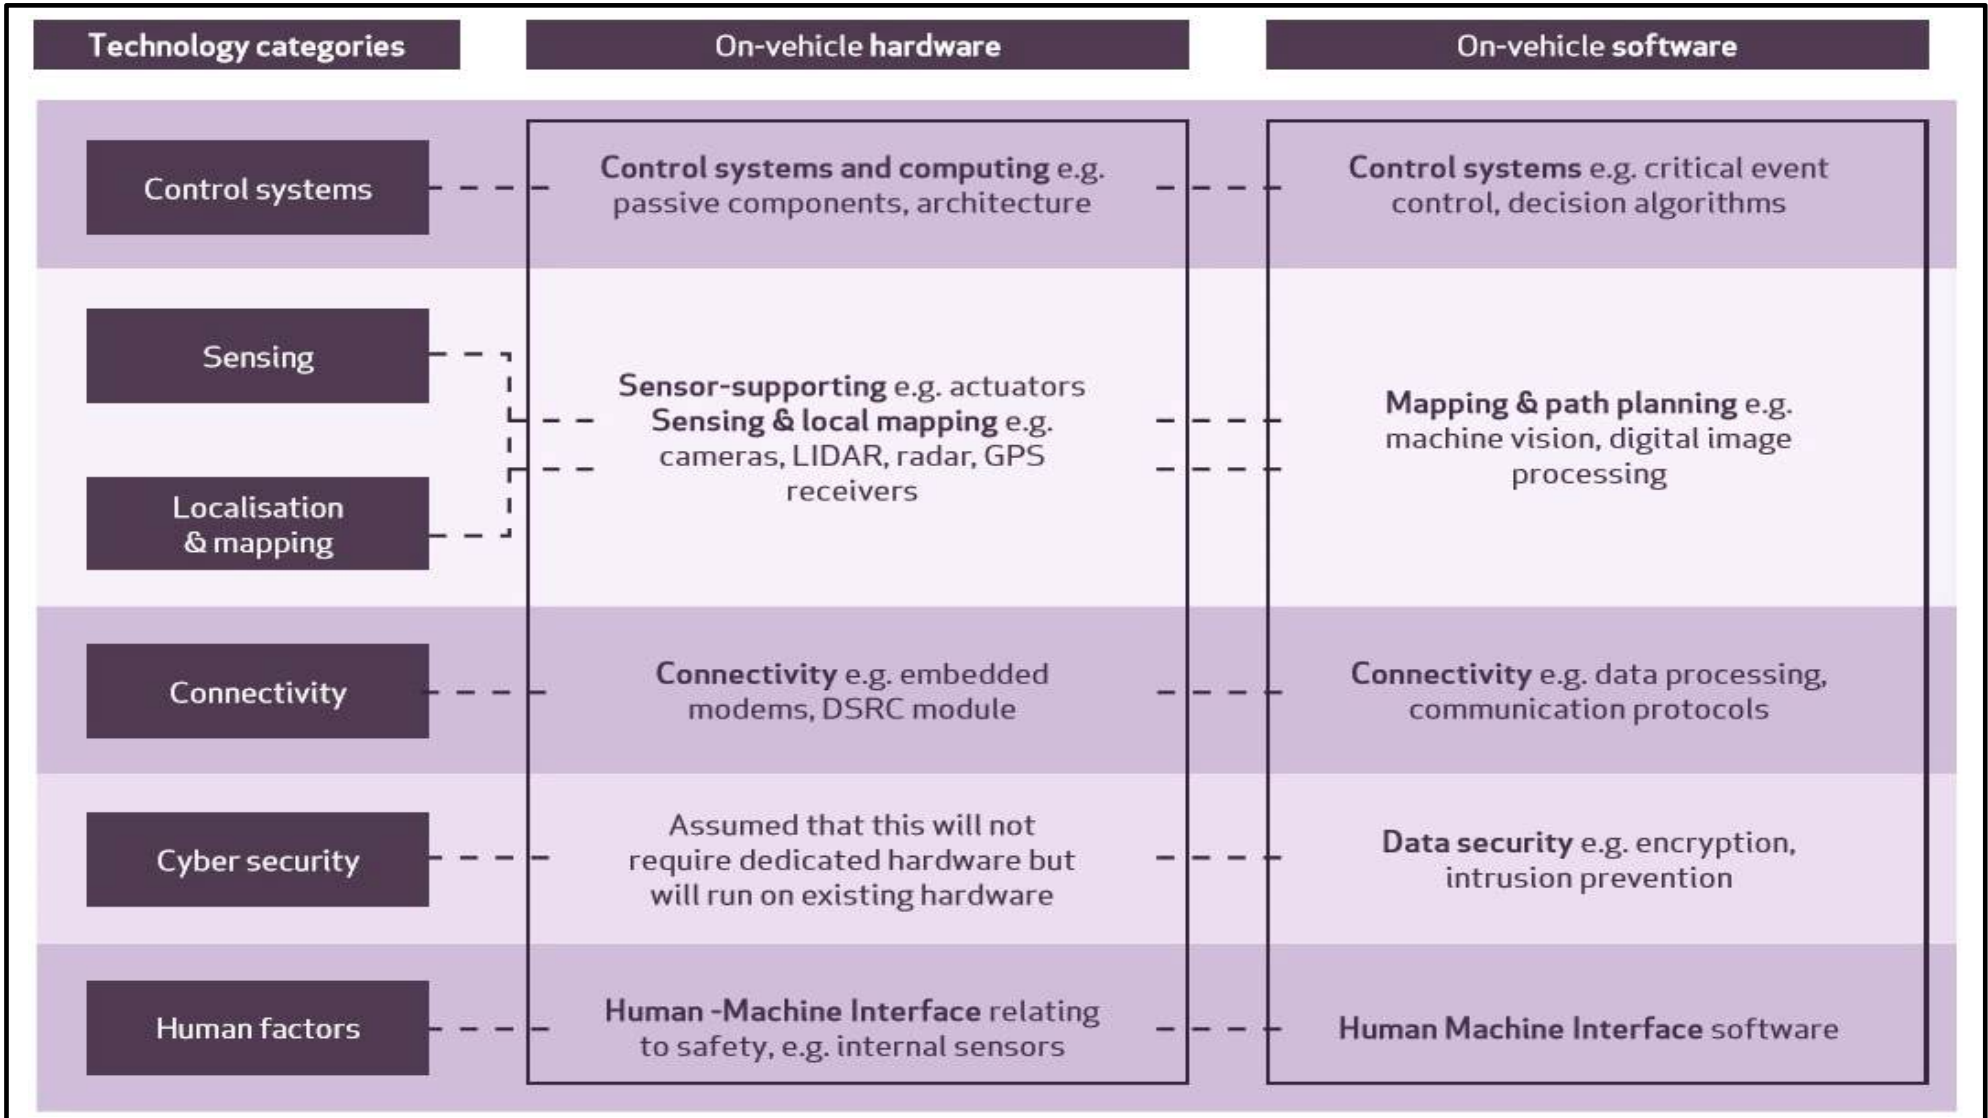 Technology categories
On-vehicle hardware
On-vehicle software
Control systems
Control systems and computing e.g.
passive components, architecture
Control systems e.g. critical event
control, decision algorithms
Sensing
Localisation
& mapping
Sensor-supporting e.g. actuators
Sensing & local mapping e.g.
cameras, LIDAR, radar, GPS
receivers
Mapping & path planning e.g.
machine vision, digital image
processing
Connectivity
Connectivity e.g. embedded
modems, DSRC module
Connectivity e.g. data processing,
communication protocols
Cyber security
Assumed that this will not
require dedicated hardware but
will run on existing hardware
Data security e.g. encryption,
intrusion prevention
Human factors
Human -Machine Interface relating
to safety, e.g. internal sensors
Human Machine Interface software